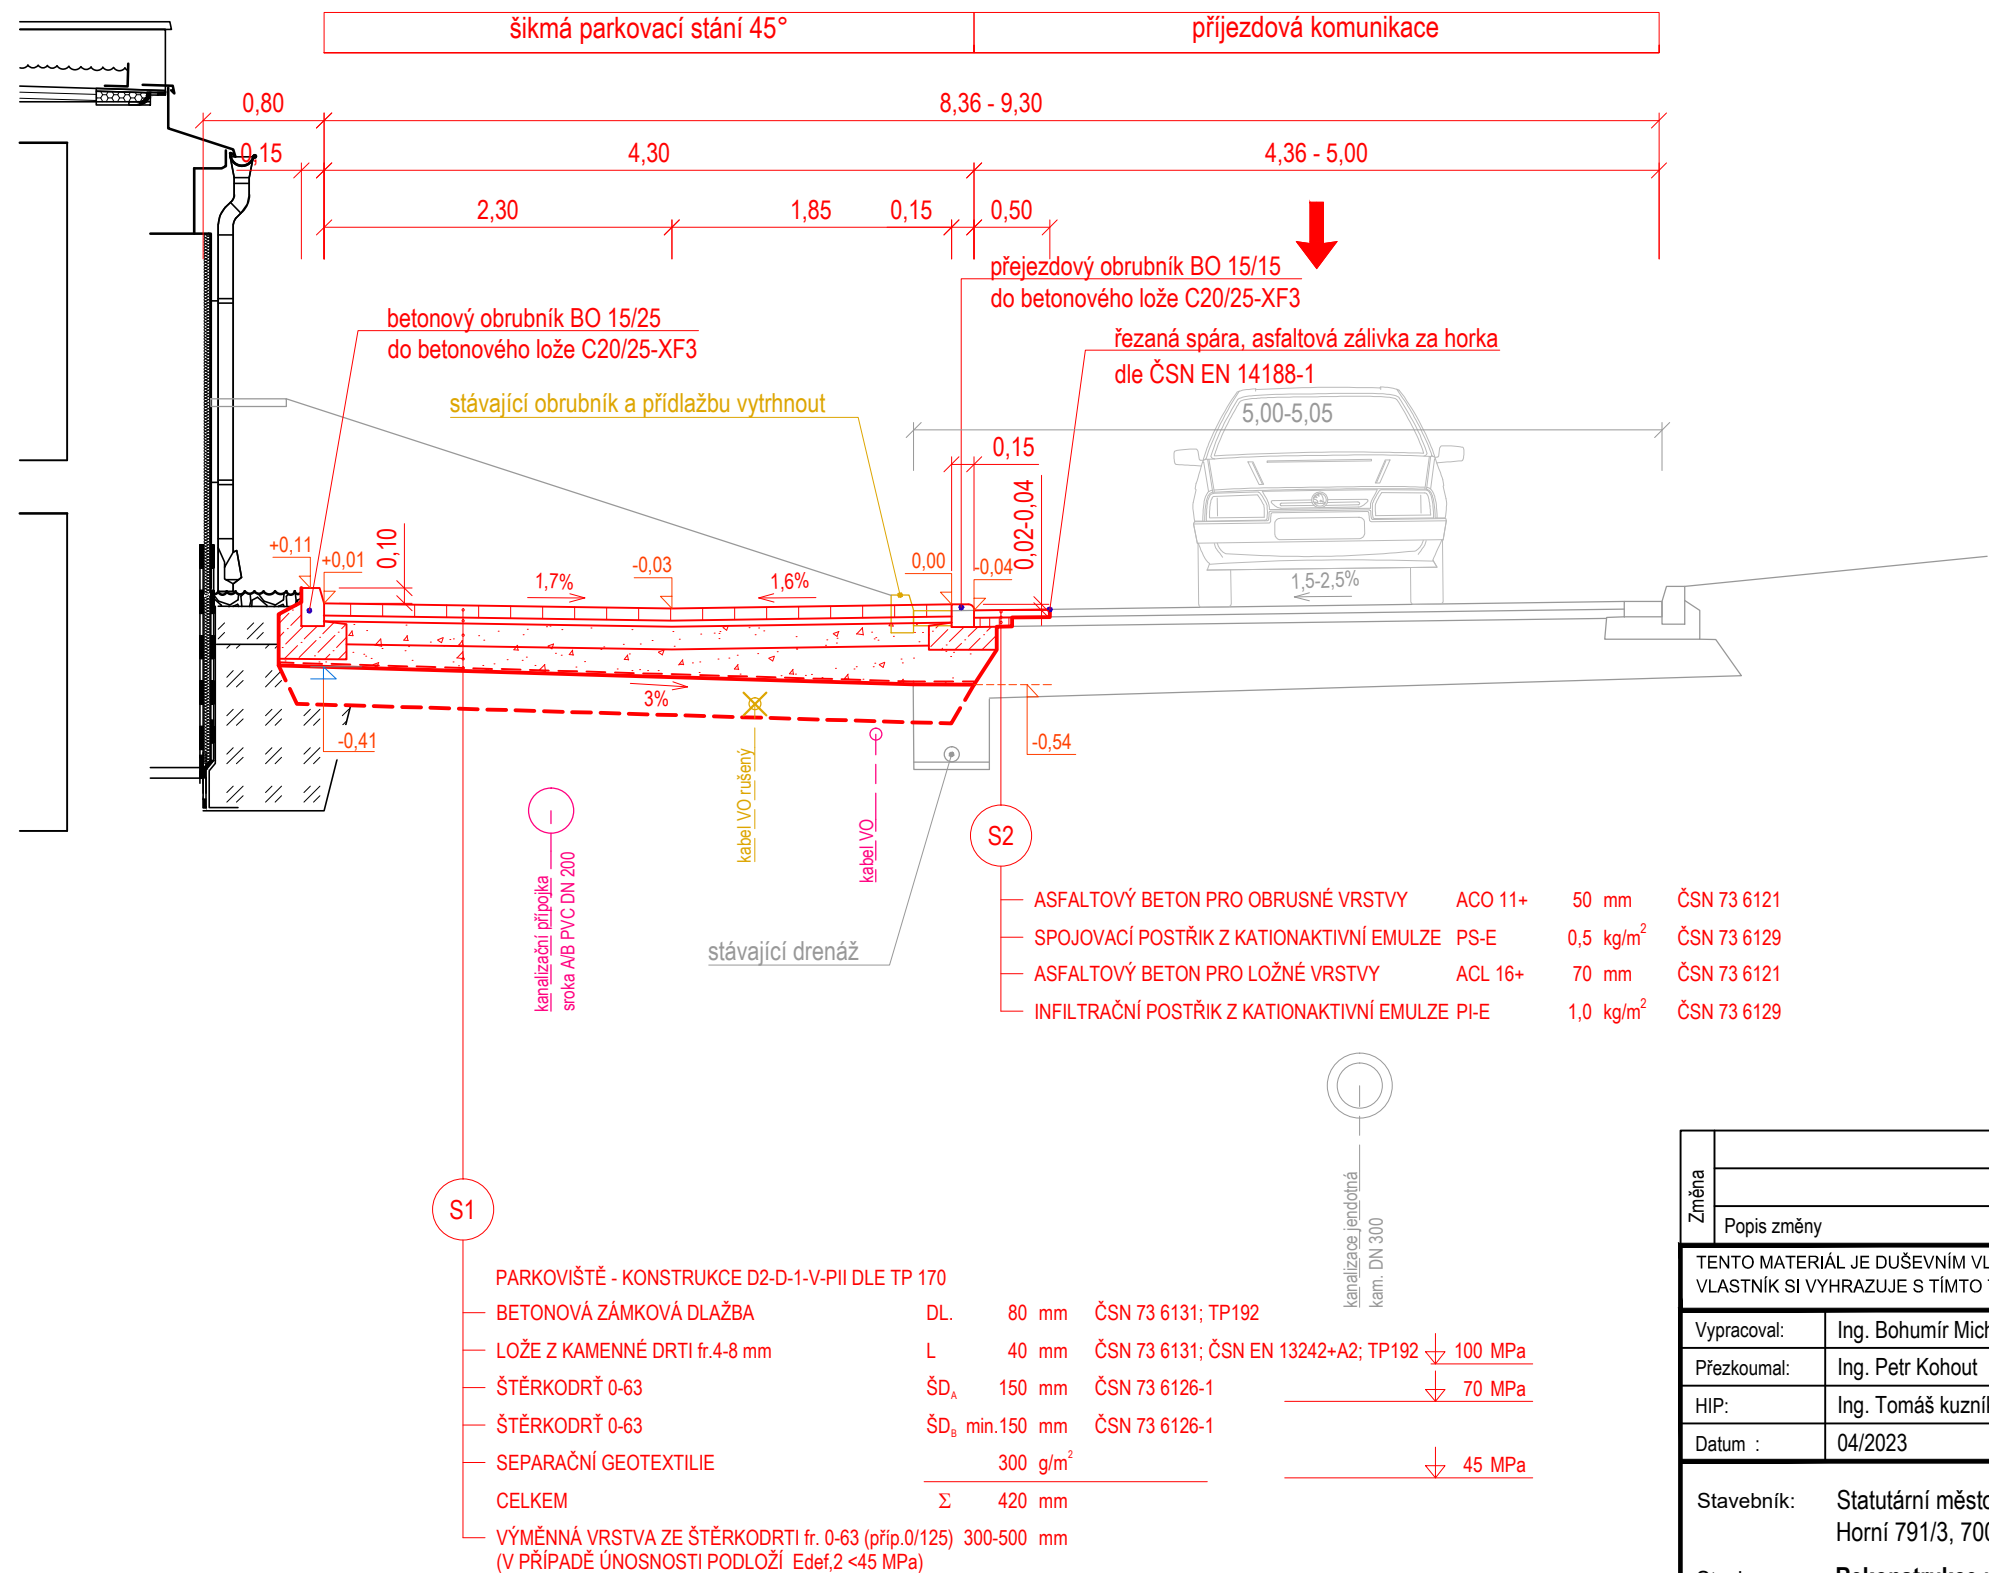 šikmá parkovací stání 45°
příjezdová komunikace
0,80
8,36 - 9,30
0,15
4,30
4,36 - 5,00
2,30
1,85
0,15
0,50
přejezdový obrubník BO 15/15
do betonového lože C20/25-XF3
betonový obrubník BO 15/25
do betonového lože C20/25-XF3
řezaná spára, asfaltová zálivka za horka
dle ČSN EN 14188-1
stávající obrubník a přídlažbu vytrhnout
5,00-5,05
0,15
0,02-0,04
+0,11
+0,01
0,10
1,7%
-0,03
1,6%
0,00
-0,04
1,5-2,5%
3%
-0,41
-0,54
kabel VO rušený
kabel VO
kanalizační přípojka
sroka A/B PVC DN 200
stávající drenáž
S2
ASFALTOVÝ BETON PRO OBRUSNÉ VRSTVY ACO 11+ 50 mm ČSN 73 6121
SPOJOVACÍ POSTŘIK Z KATIONAKTIVNÍ EMULZE PS-E 0,5 kg/m² ČSN 73 6129
ASFALTOVÝ BETON PRO LOŽNÉ VRSTVY ACL 16+ 70 mm ČSN 73 6121
INFILTRAČNÍ POSTŘIK Z KATIONAKTIVNÍ EMULZE PI-E 1,0 kg/m² ČSN 73 6129
kanalizace jendotná
kam. DN 300
S1
PARKOVIŠTĚ - KONSTRUKCE D2-D-1-V-PII DLE TP 170
BETONOVÁ ZÁMKOVÁ DLAŽBA DL. 80 mm ČSN 73 6131; TP192
LOŽE Z KAMENNÉ DRTI fr.4-8 mm L 40 mm ČSN 73 6131; ČSN EN 13242+A2; TP192 100 MPa
ŠTĚRKODRŤ 0-63 ŠDA 150 mm ČSN 73 6126-1 70 MPa
ŠTĚRKODRŤ 0-63 ŠDB min.150 mm ČSN 73 6126-1
SEPARAČNÍ GEOTEXTILIE 300 g/m² 45 MPa
CELKEM Σ 420 mm
VÝMĚNNÁ VRSTVA ZE ŠTĚRKODRTI fr. 0-63 (příp.0/125) 300-500 mm
(V PŘÍPADĚ ÚNOSNOSTI PODLOŽÍ Edef,2 <45 MPa)
Změna
Popis změny
TENTO MATERIÁL JE DUŠEVNÍM VL
VLASTNÍK SI VYHRAZUJE S TÍMTO
Vypracoval: Ing. Bohumír Mich
Přezkoumal: Ing. Petr Kohout
HIP: Ing. Tomáš kuzní
Datum : 04/2023
Stavebník: Statutární město
Horní 791/3, 700